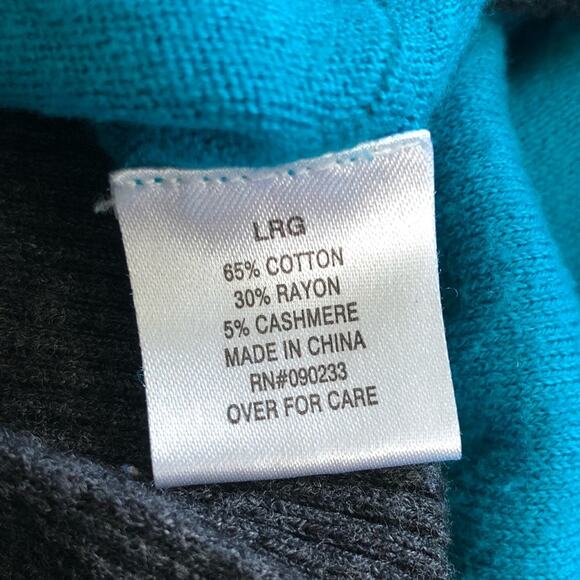 LRG
65% COTTON
30% RAYON
5% CASHMERE
MADE IN CHINA
RN#090233
OVER FOR CARE